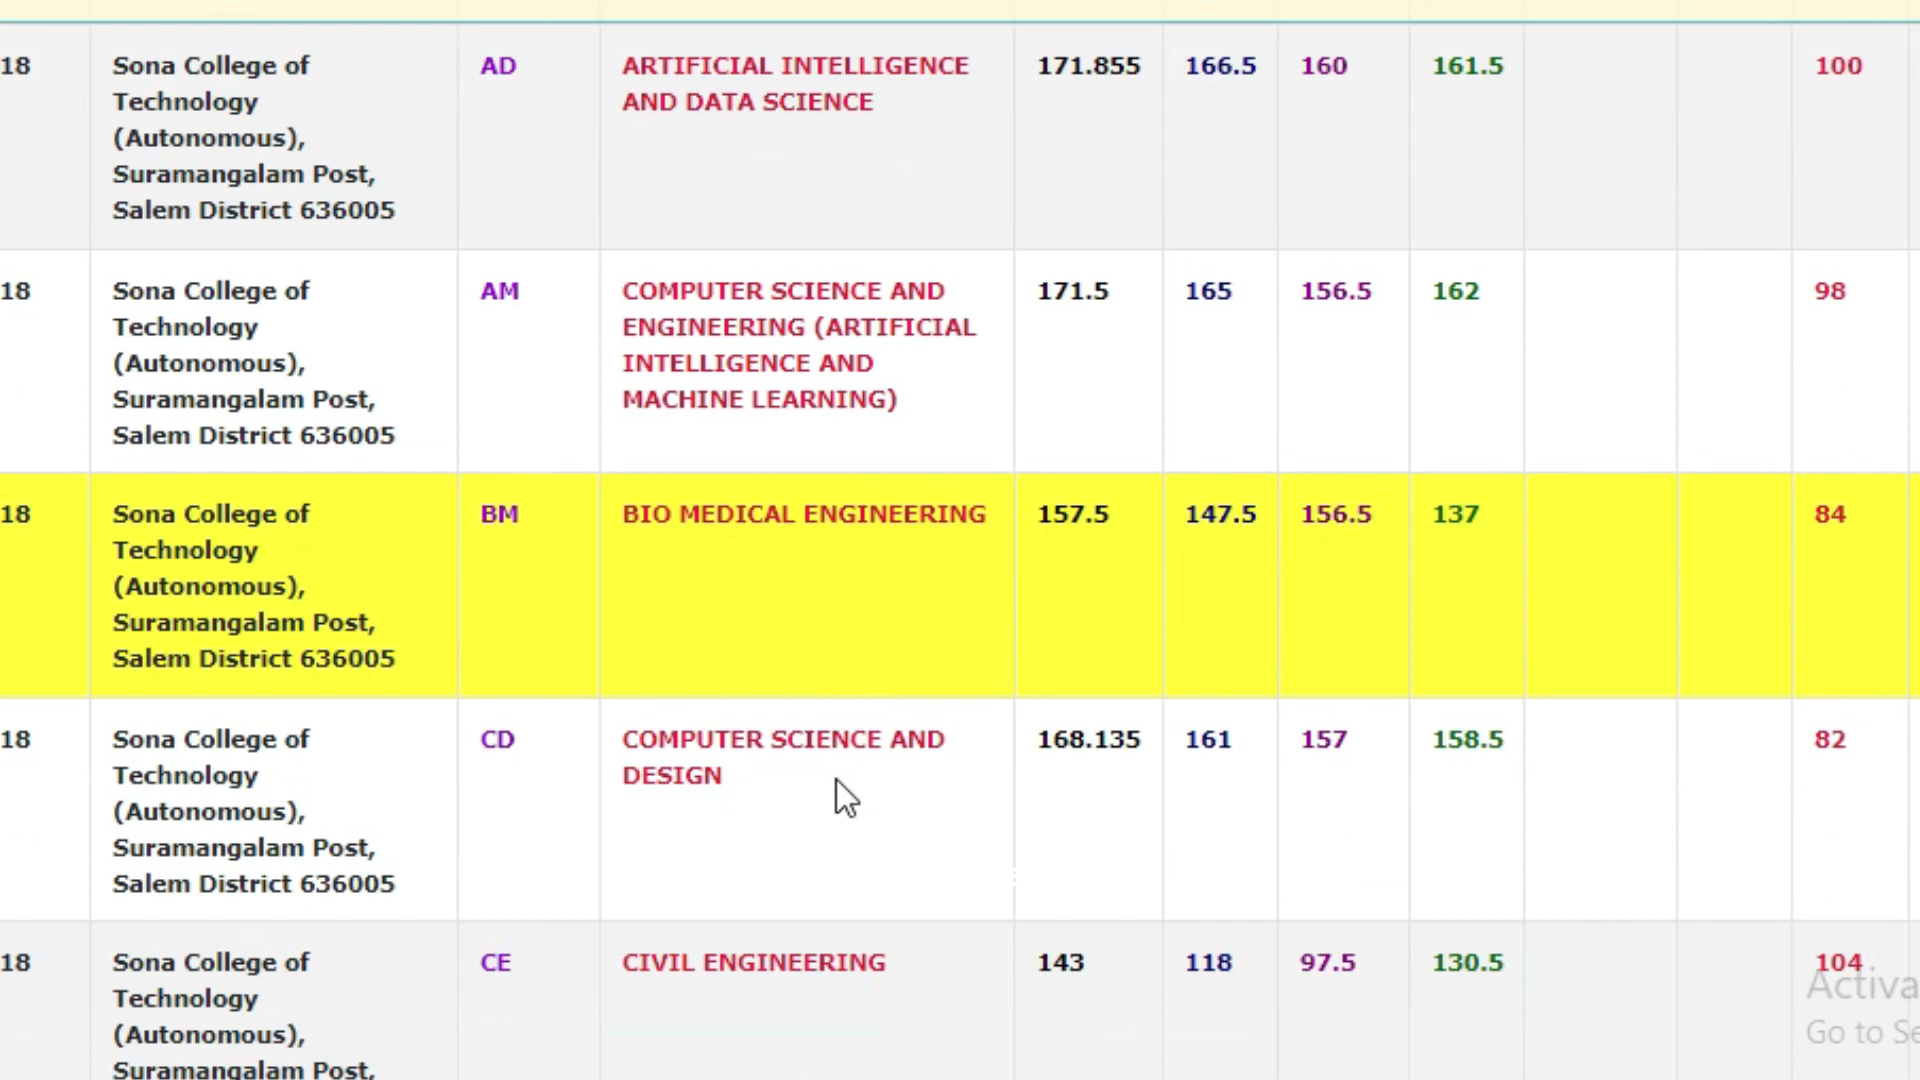 18 Sona College of AD ARTIFICIAL INTELLIGENCE 171.855 166.5 160 161.5 100
Technology AND DATA SCIENCE
(Autonomous),
Suramangalam Post,
Salem District 636005
18 Sona College of AM COMPUTER SCIENCE AND 171.5 165 156.5 162 98
Technology ENGINEERING (ARTIFICIAL
(Autonomous), INTELLIGENCE AND
Suramangalam Post, MACHINE LEARNING)
Salem District 636005
18 Sona College of BM BIO MEDICAL ENGINEERING 157.5 147.5 156.5 137 84
Technology
(Autonomous),
Suramangalam Post,
Salem District 636005
18 Sona College of CD COMPUTER SCIENCE AND 168.135 161 157 158.5 82
Technology DESIGN
(Autonomous),
Suramangalam Post,
Salem District 636005
18 Sona College of CE CIVIL ENGINEERING 143 118 97.5 130.5 104
Technology
(Autonomous),
Suramangalam Post,
Activa
Go to Se